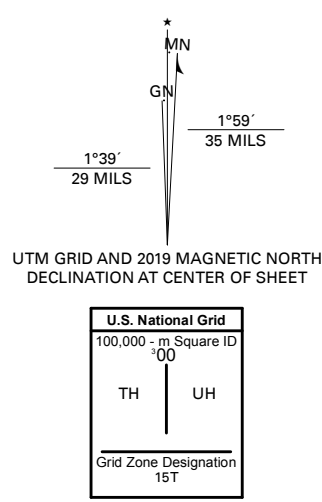 ★
MN
GN
1°59´
35 MILS
1°39´
29 MILS
UTM GRID AND 2019 MAGNETIC NORTH
DECLINATION AT CENTER OF SHEET
U.S. National Grid
100,000 - m Square ID
³00
TH UH
Grid Zone Designation
15T